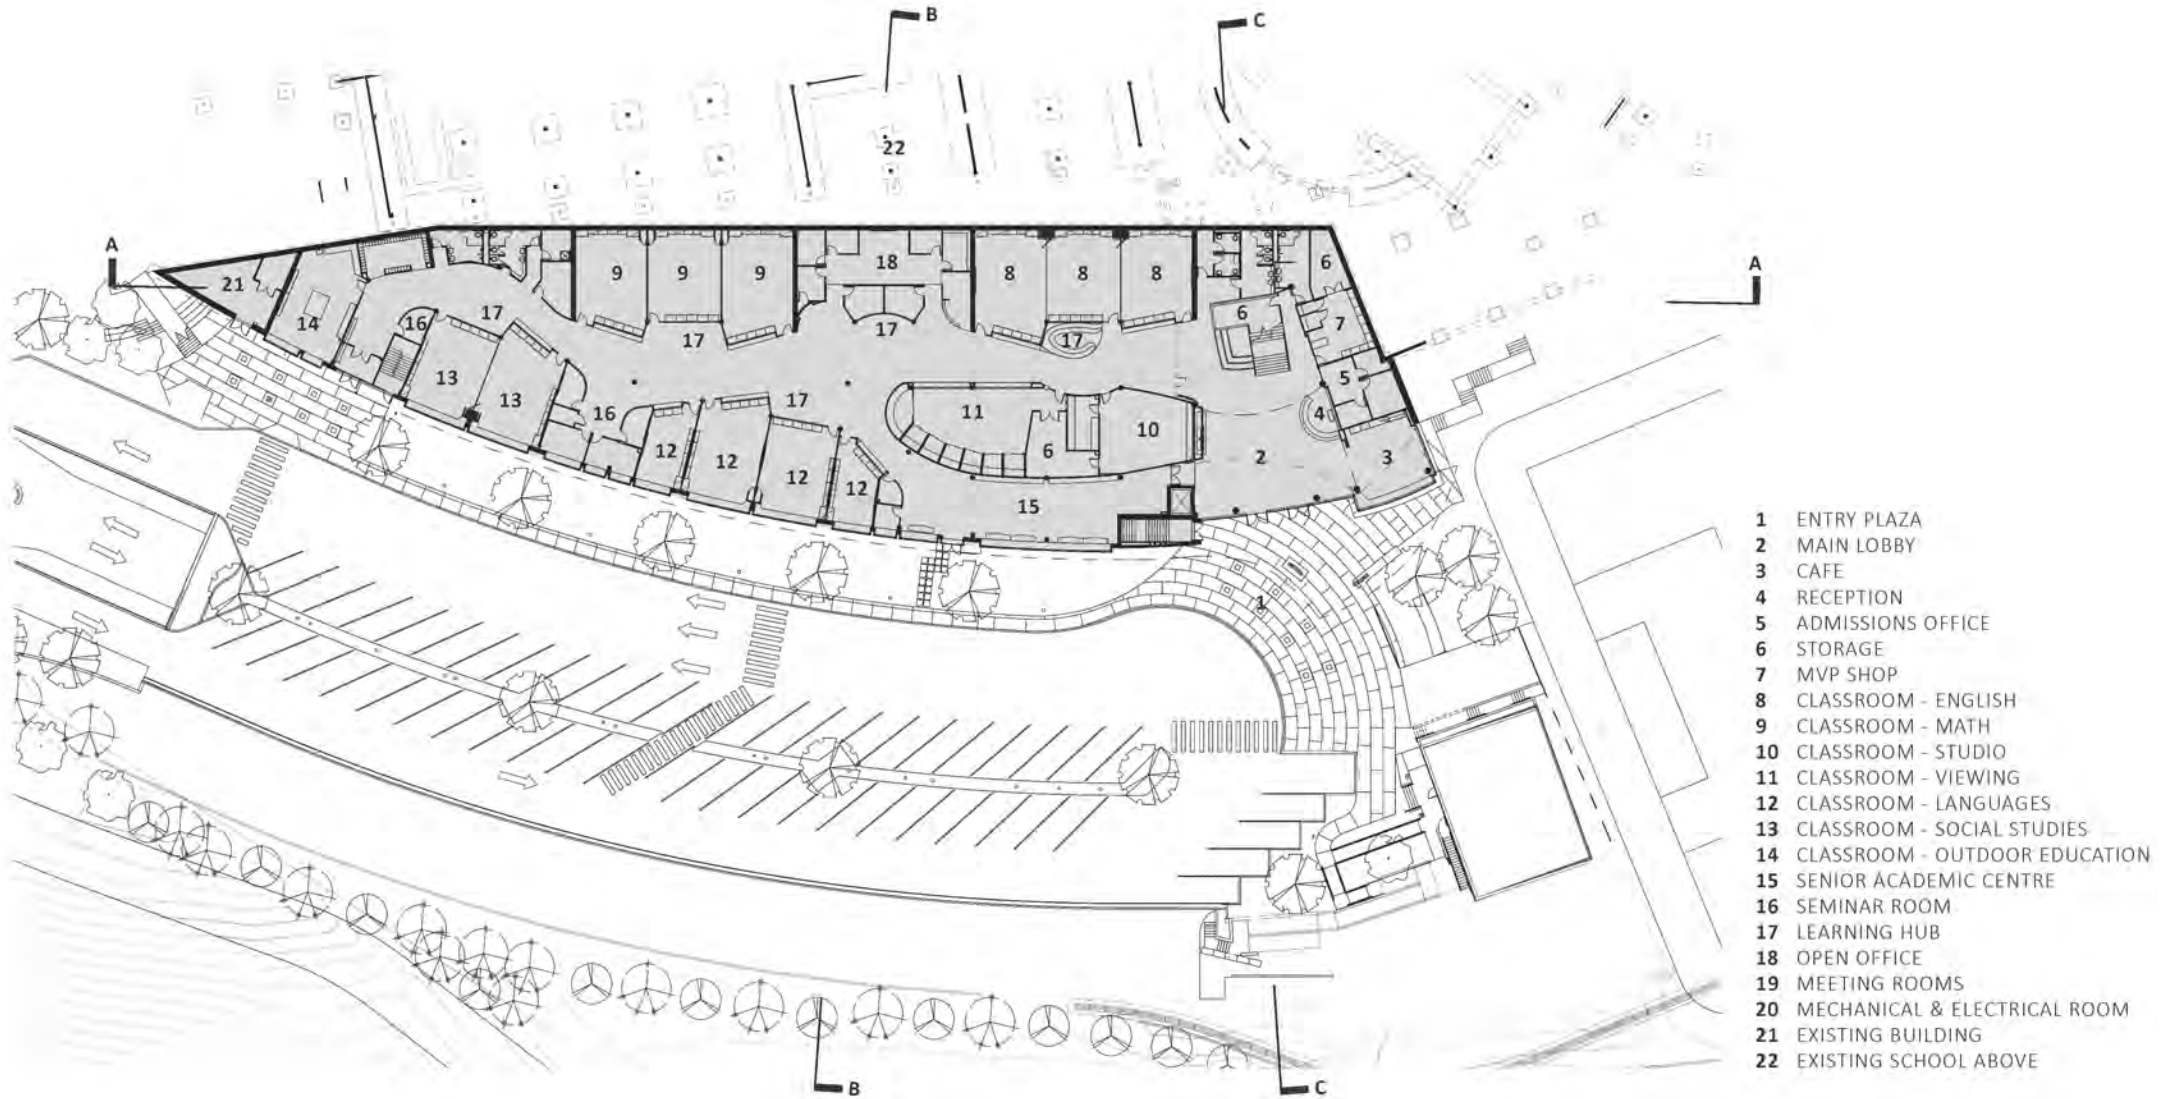 B
C
22
A
A
21
14
16
17
13
13
16
9
9
9
17
17
12
12
12
12
18
17
11
6
10
15
8
8
8
17
6
6
7
5
4
2
3
1
B
C
1 ENTRY PLAZA
2 MAIN LOBBY
3 CAFE
4 RECEPTION
5 ADMISSIONS OFFICE
6 STORAGE
7 MVP SHOP
8 CLASSROOM - ENGLISH
9 CLASSROOM - MATH
10 CLASSROOM - STUDIO
11 CLASSROOM - VIEWING
12 CLASSROOM - LANGUAGES
13 CLASSROOM - SOCIAL STUDIES
14 CLASSROOM - OUTDOOR EDUCATION
15 SENIOR ACADEMIC CENTRE
16 SEMINAR ROOM
17 LEARNING HUB
18 OPEN OFFICE
19 MEETING ROOMS
20 MECHANICAL & ELECTRICAL ROOM
21 EXISTING BUILDING
22 EXISTING SCHOOL ABOVE